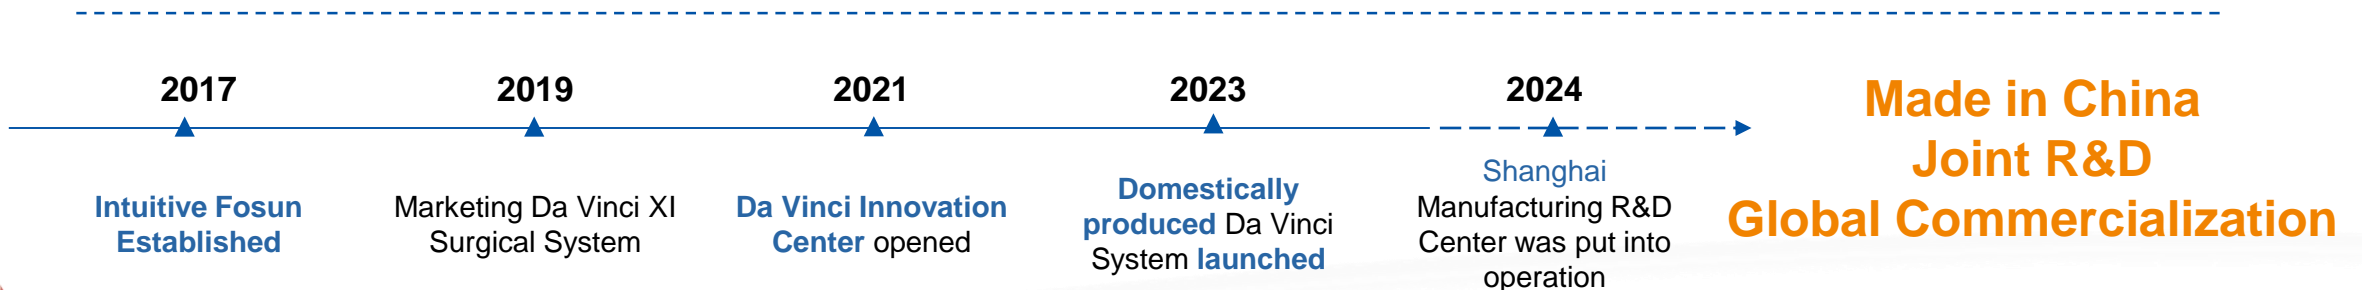 2017
Intuitive Fosun
Established
2019
Marketing Da Vinci XI
Surgical System
2021
Da Vinci Innovation
Center opened
2023
Domestically
produced Da Vinci
System launched
2024
Shanghai
Manufacturing R&D
Center was put into
operation
Made in China
Joint R&D
Global Commercialization